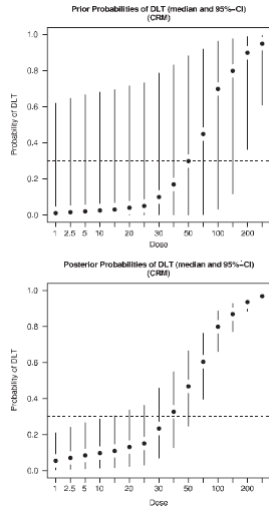 Prior Probabilities of DLT (median and 95%-CI)
(CRM)
Probability of DLT
1.0
0.8
0.6
0.4
0.2
0.0
1 2.5 5 10 20 30 50 100 200
Dose
Posterior Probabilities of DLT (median and 95%-CI)
(CRM)
Probability of DLT
1.0
0.8
0.6
0.4
0.2
0.0
1 2.5 5 10 20 30 50 100 200
Dose